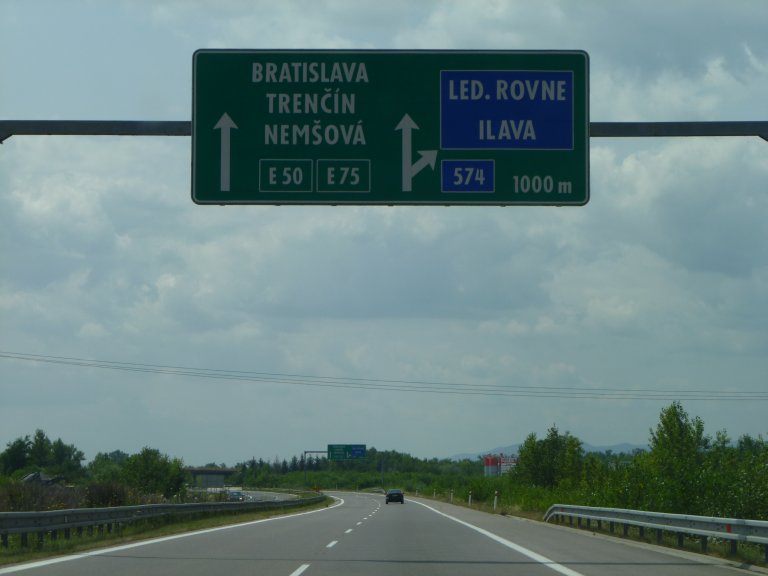 BRATISLAVA
TRENČÍN
NEMŠOVÁ
E 50 E 75
LED. ROVNE
ILAVA
574 1000 m